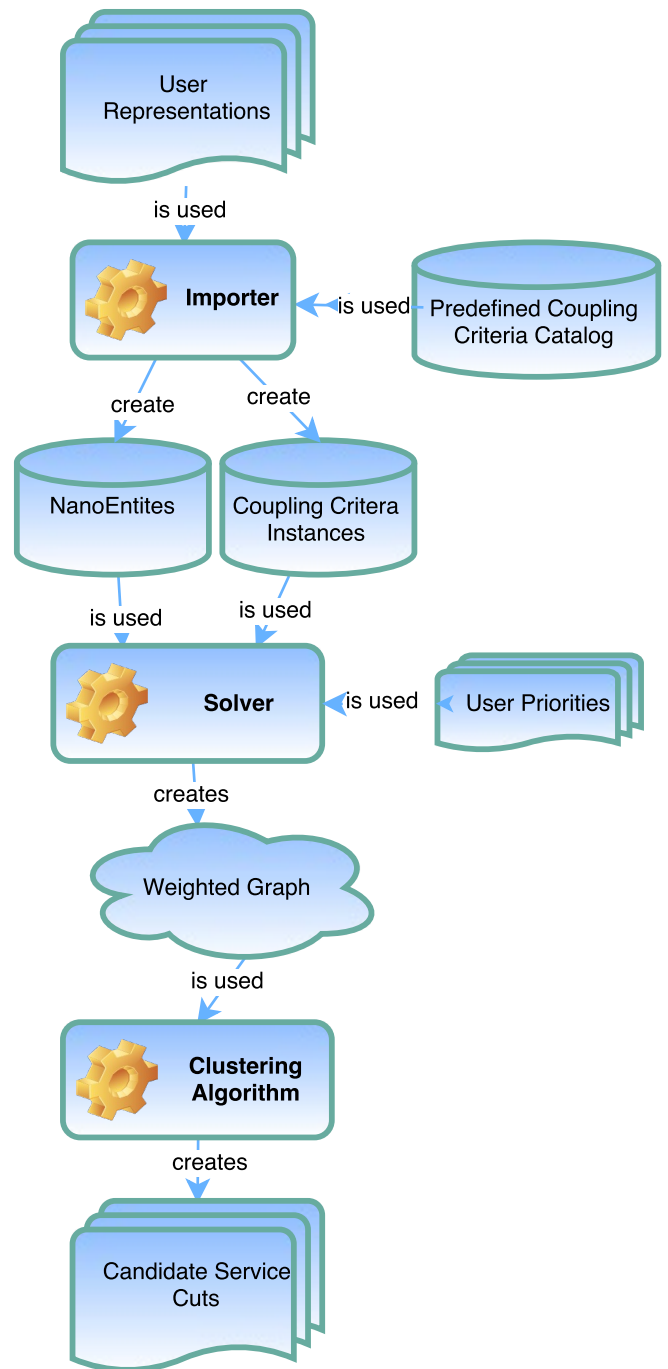 User
Representations
is used
Importer
is used
Predefined Coupling
Criteria Catalog
create
create
NanoEntites
Coupling Critera
Instances
is used
is used
Solver
is used
User Priorities
creates
Weighted Graph
is used
Clustering
Algorithm
creates
Candidate Service
Cuts